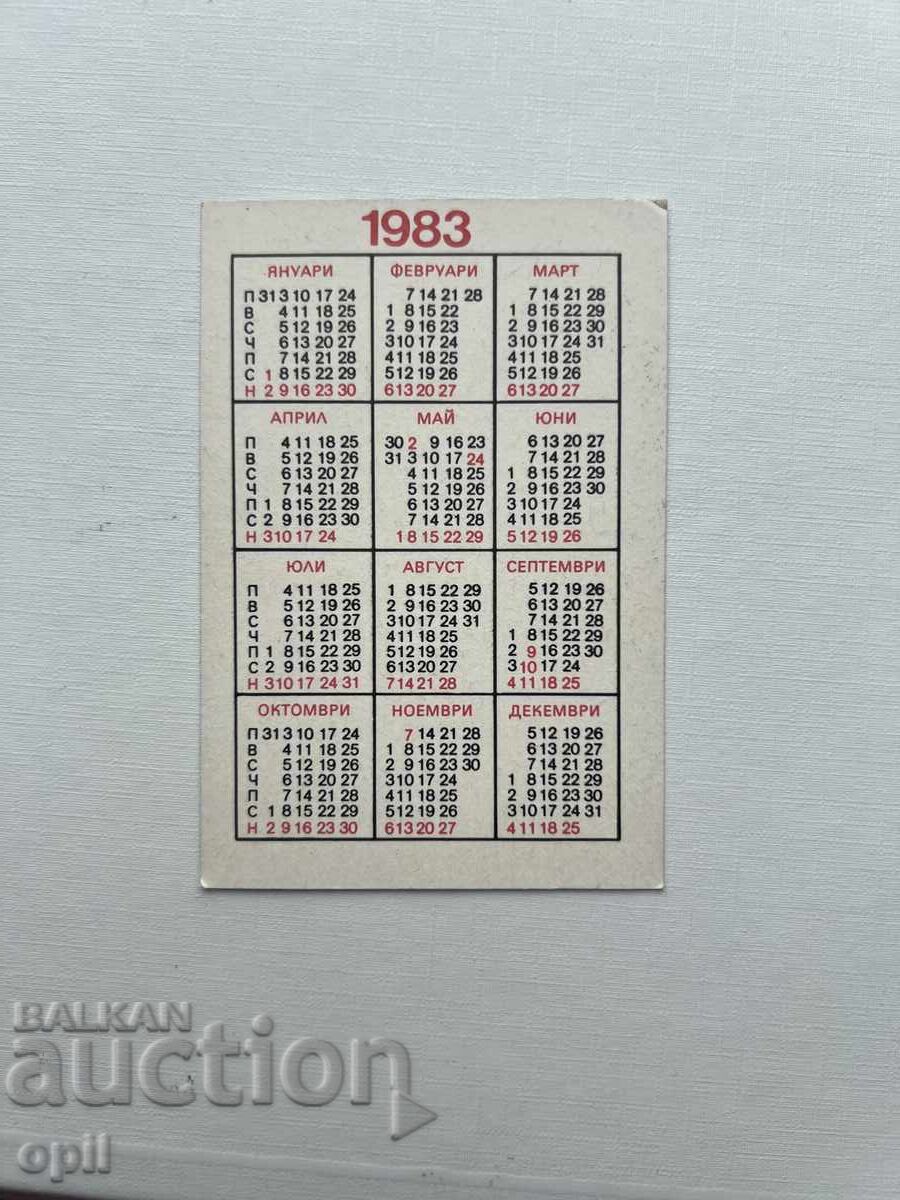 1983
ЯНУАРИ ФЕВРУАРИ МАРТ
П 31 3 10 17 24 7 14 21 28 7 14 21 28
В 4 11 18 25 1 8 15 22 1 8 15 22 29
С 5 12 19 26 2 9 16 23 2 9 16 23 30
Ч 6 13 20 27 3 10 17 24 3 10 17 24 31
П 7 14 21 28 4 11 18 25 4 11 18 25
С 1 8 15 22 29 5 12 19 26 5 12 19 26
Н 2 9 16 23 30 6 13 20 27 6 13 20 27
АПРИЛ МАЙ ЮНИ
П 4 11 18 25 30 2 9 16 23 6 13 20 27
В 5 12 19 26 31 3 10 17 24 7 14 21 28
С 6 13 20 27 4 11 18 25 1 8 15 22 29
Ч 7 14 21 28 5 12 19 26 2 9 16 23 30
П 1 8 15 22 29 6 13 20 27 3 10 17 24
С 2 9 16 23 30 7 14 21 28 4 11 18 25
Н 3 10 17 24 1 8 15 22 29 5 12 19 26
ЮЛИ АВГУСТ СЕПТЕМВРИ
П 4 11 18 25 1 8 15 22 29 5 12 19 26
В 5 12 19 26 2 9 16 23 30 6 13 20 27
С 6 13 20 27 3 10 17 24 31 7 14 21 28
Ч 7 14 21 28 4 11 18 25 1 8 15 22 29
П 1 8 15 22 29 5 12 19 26 2 9 16 23 30
С 2 9 16 23 30 6 13 20 27 3 10 17 24
Н 3 10 17 24 31 7 14 21 28 4 11 18 25
ОКТОМВРИ НОЕМВРИ ДЕКЕМВРИ
П 31 3 10 17 24 7 14 21 28 5 12 19 26
В 4 11 18 25 1 8 15 22 29 6 13 20 27
С 5 12 19 26 2 9 16 23 30 7 14 21 28
Ч 6 13 20 27 3 10 17 24 1 8 15 22 29
П 7 14 21 28 4 11 18 25 2 9 16 23 30
С 1 8 15 22 29 5 12 19 26 3 10 17 24 31
Н 2 9 16 23 30 6 13 20 27 4 11 18 25
BALKAN
auction
opil